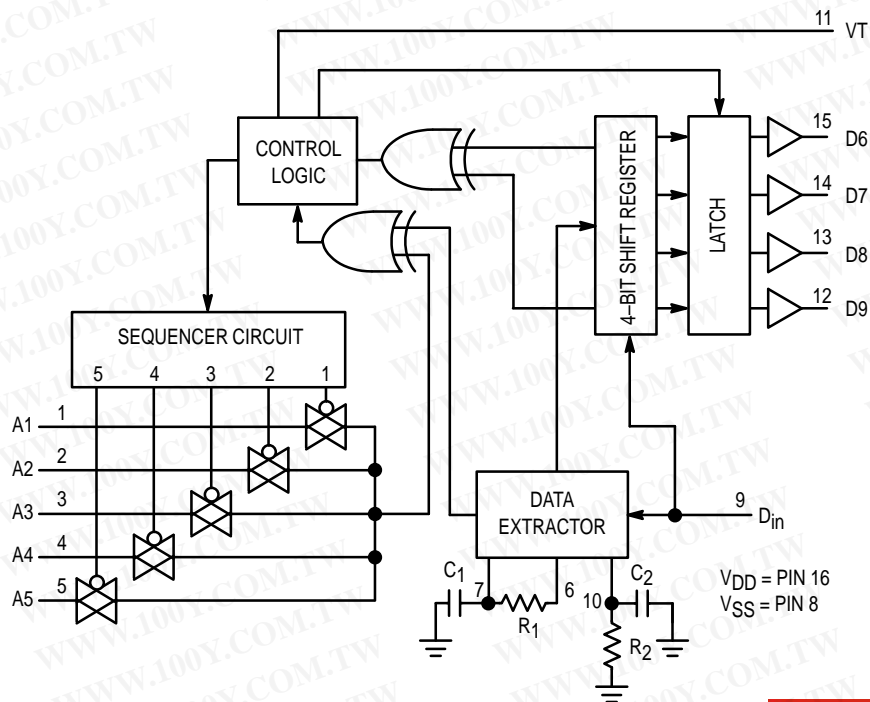 11 VT
CONTROL
LOGIC
4–BIT SHIFT REGISTER
LATCH
15 D6
14 D7
13 D8
12 D9
SEQUENCER CIRCUIT
5 4 3 2 1
A1 1
A2 2
A3 3
A4 4
A5 5
DATA
EXTRACTOR
9 Din
C1 7 R1 6 10 C2
R2
VDD = PIN 16
VSS = PIN 8
WWW.100Y.COM.TW